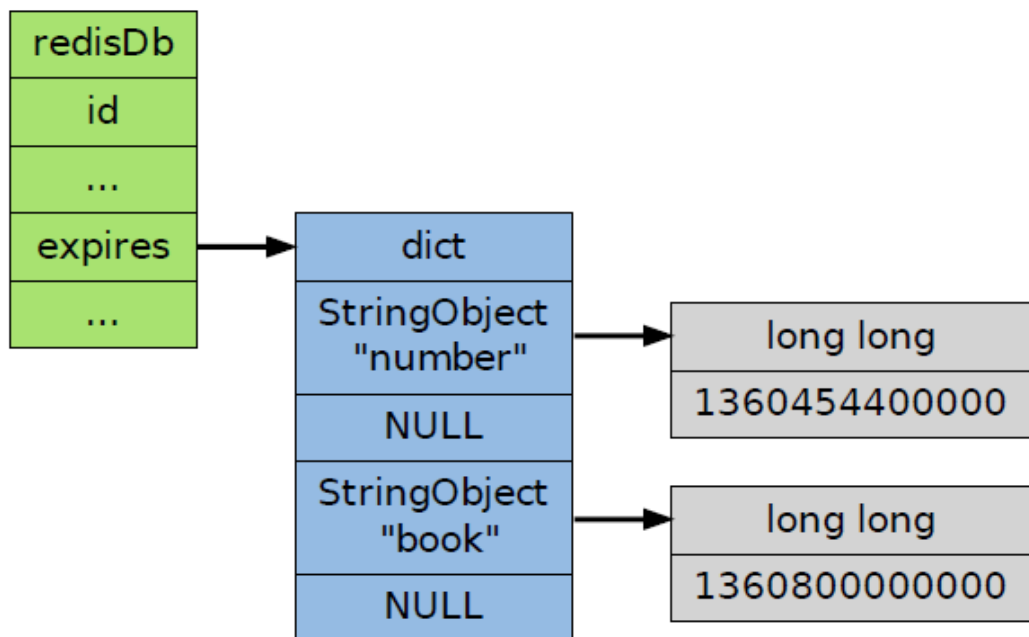 redisDb
id
...
expires
...
dict
StringObject
"number"
NULL
StringObject
"book"
NULL
long long
1360454400000
long long
1360800000000